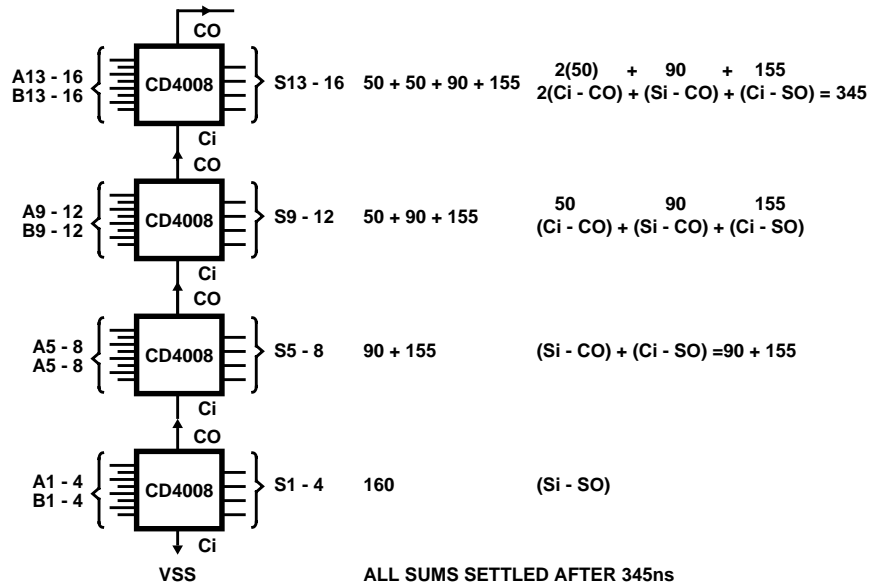 CO
A13 - 16
B13 - 16
CD4008
S13 - 16
50 + 50 + 90 + 155
2(50) + 90 + 155
2(Ci - CO) + (Si - CO) + (Ci - SO) = 345
Ci
CO
A9 - 12
B9 - 12
CD4008
S9 - 12
50 + 90 + 155
50 90 155
(Ci - CO) + (Si - CO) + (Ci - SO)
Ci
CO
A5 - 8
A5 - 8
CD4008
S5 - 8
90 + 155
(Si - CO) + (Ci - SO) =90 + 155
Ci
CO
A1 - 4
B1 - 4
CD4008
S1 - 4
160
(Si - SO)
Ci
VSS
ALL SUMS SETTLED AFTER 345ns